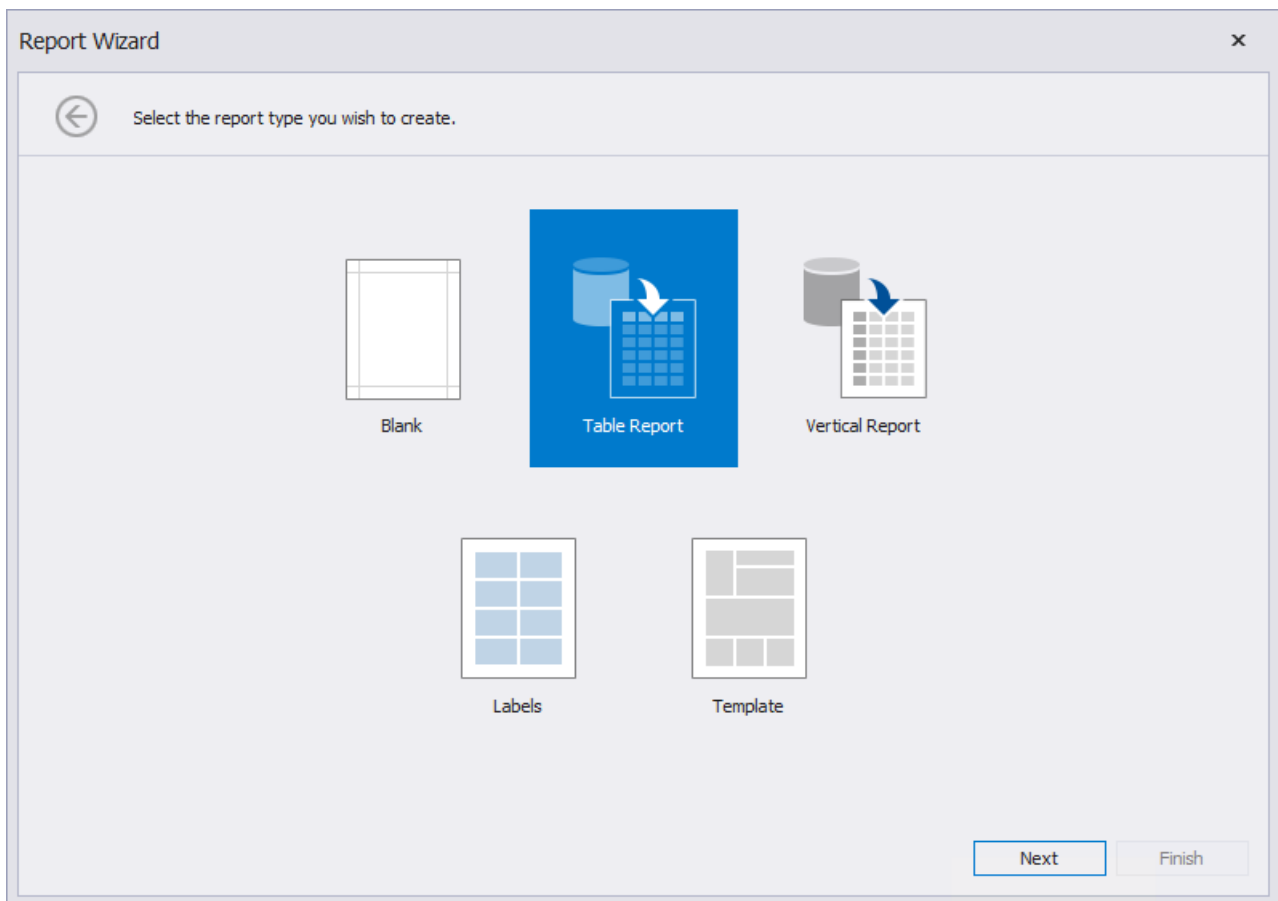 Report Wizard
Select the report type you wish to create.
Blank
Table Report
Vertical Report
Labels
Template
Next
Finish